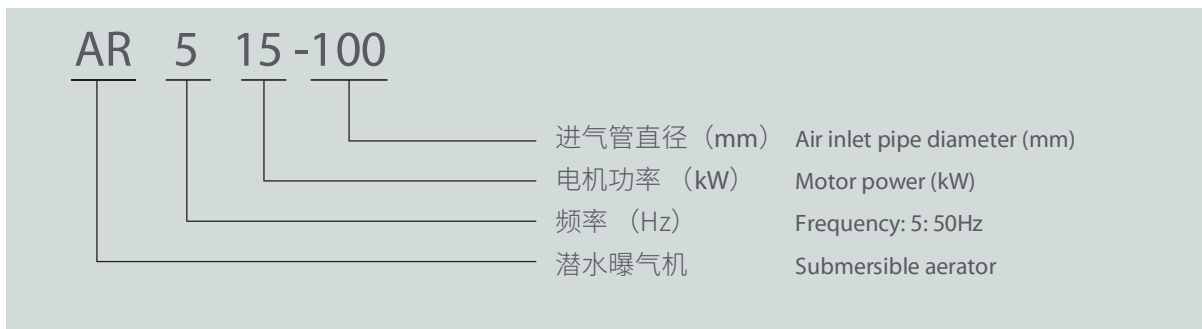 AR 5 15 -100
进气管直径（mm） Air inlet pipe diameter (mm)
电机功率 （kW） Motor power (kW)
频率 （Hz） Frequency: 5: 50Hz
潜水曝气机 Submersible aerator